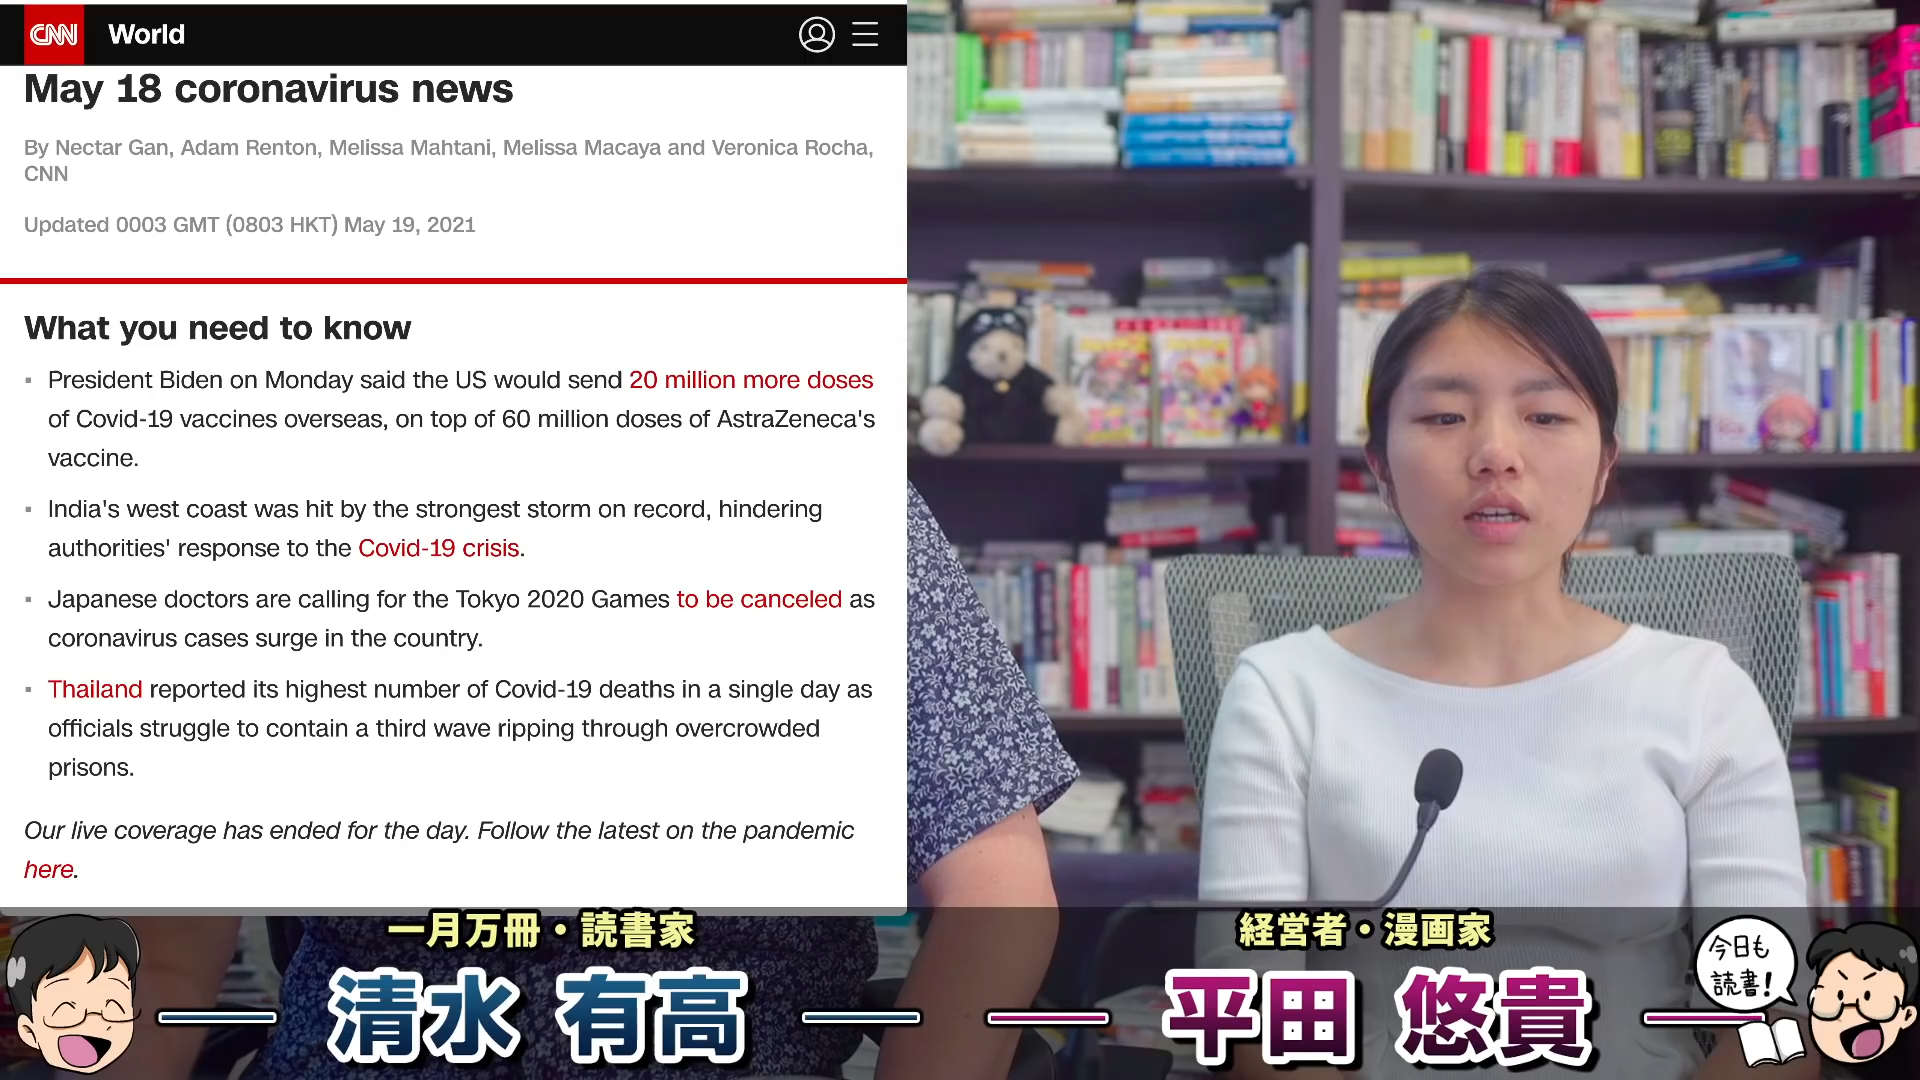 CNN World
May 18 coronavirus news
By Nectar Gan, Adam Renton, Melissa Mahtani, Melissa Macaya and Veronica Rocha,
CNN
Updated 0003 GMT (0803 HKT) May 19, 2021
What you need to know
▪ President Biden on Monday said the US would send 20 million more doses
of Covid-19 vaccines overseas, on top of 60 million doses of AstraZeneca's
vaccine.
▪ India's west coast was hit by the strongest storm on record, hindering
authorities' response to the Covid-19 crisis.
▪ Japanese doctors are calling for the Tokyo 2020 Games to be canceled as
coronavirus cases surge in the country.
▪ Thailand reported its highest number of Covid-19 deaths in a single day as
officials struggle to contain a third wave ripping through overcrowded
prisons.
Our live coverage has ended for the day. Follow the latest on the pandemic
here.
一月万冊・読書家
清水 有高
経営者・漫画家
平田 悠貴
今日も
読書!